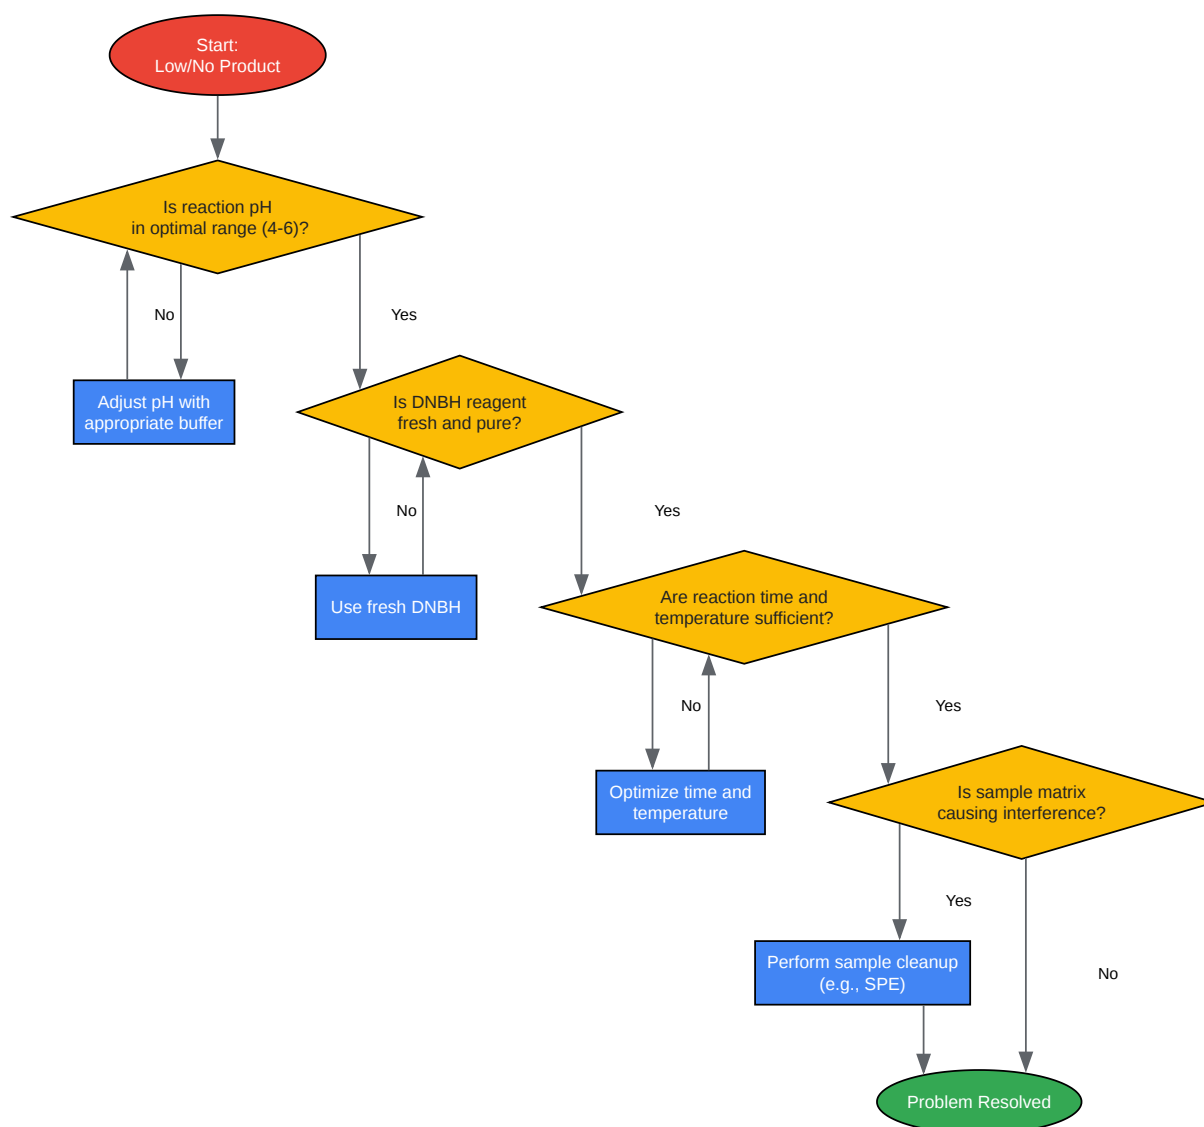 Start:
Low/No Product
Is reaction pH
in optimal range (4-6)?
No
Yes
Adjust pH with
appropriate buffer
Is DNBH reagent
fresh and pure?
No
Yes
Use fresh DNBH
Are reaction time and
temperature sufficient?
No
Yes
Optimize time and
temperature
Is sample matrix
causing interference?
Yes
Perform sample cleanup
(e.g., SPE)
No
Problem Resolved